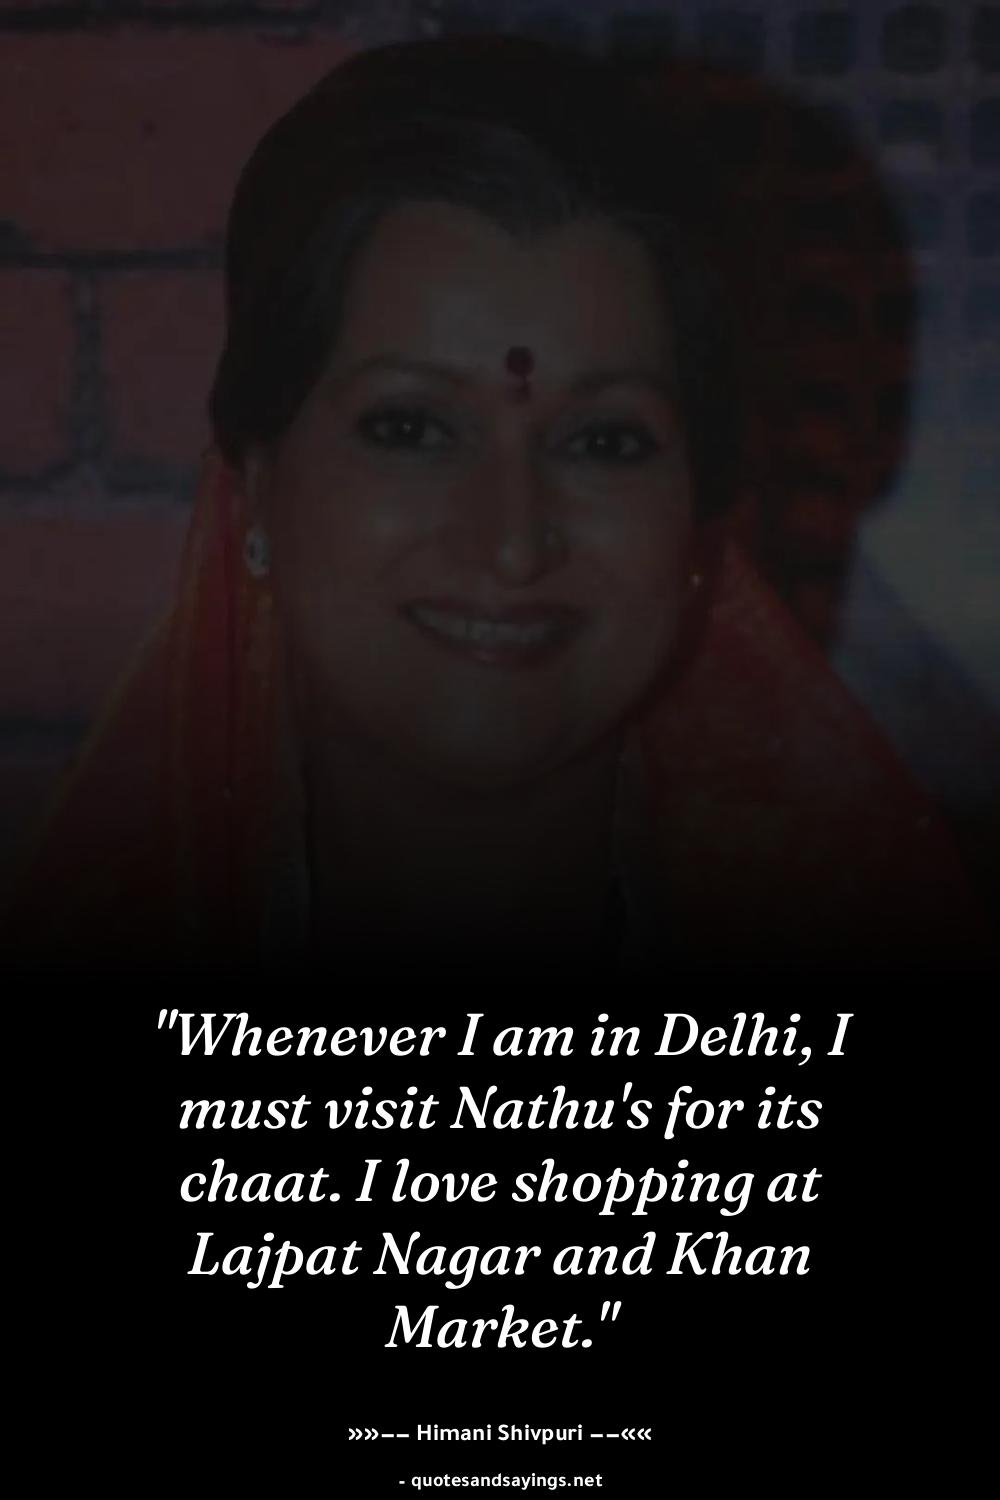 "Whenever I am in Delhi, I
must visit Nathu's for its
chaat. I love shopping at
Lajpat Nagar and Khan
Market."
»»−− Himani Shivpuri −−««
- quotesandsayings.net